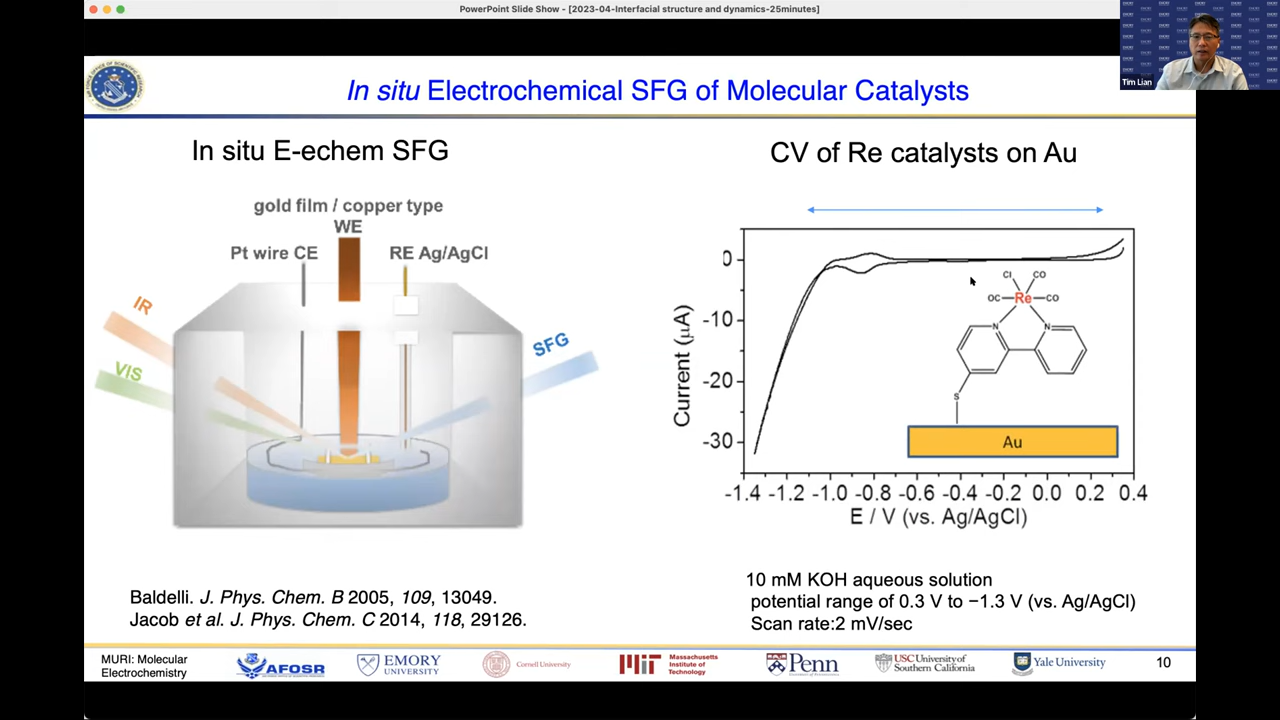 PowerPoint Slide Show - [2023-04-Interfacial structure and dynamics-25minutes]
Tim Lian
In situ Electrochemical SFG of Molecular Catalysts
In situ E-echem SFG
gold film / copper type
WE
Pt wire CE
RE Ag/AgCl
IR
VIS
SFG
Baldelli. J. Phys. Chem. B 2005, 109, 13049.
Jacob et al. J. Phys. Chem. C 2014, 118, 29126.
CV of Re catalysts on Au
Current (μA)
0
-10
-20
-30
-1.4 -1.2 -1.0 -0.8 -0.6 -0.4 -0.2 0.0 0.2 0.4
E / V (vs. Ag/AgCl)
Cl CO
OC Re CO
N N
S
Au
10 mM KOH aqueous solution
potential range of 0.3 V to −1.3 V (vs. Ag/AgCl)
Scan rate:2 mV/sec
MURI: Molecular
Electrochemistry
AFOSR
EMORY
UNIVERSITY
Cornell University
Massachusetts
Institute of
Technology
Penn
USC University of
Southern California
Yale University
10